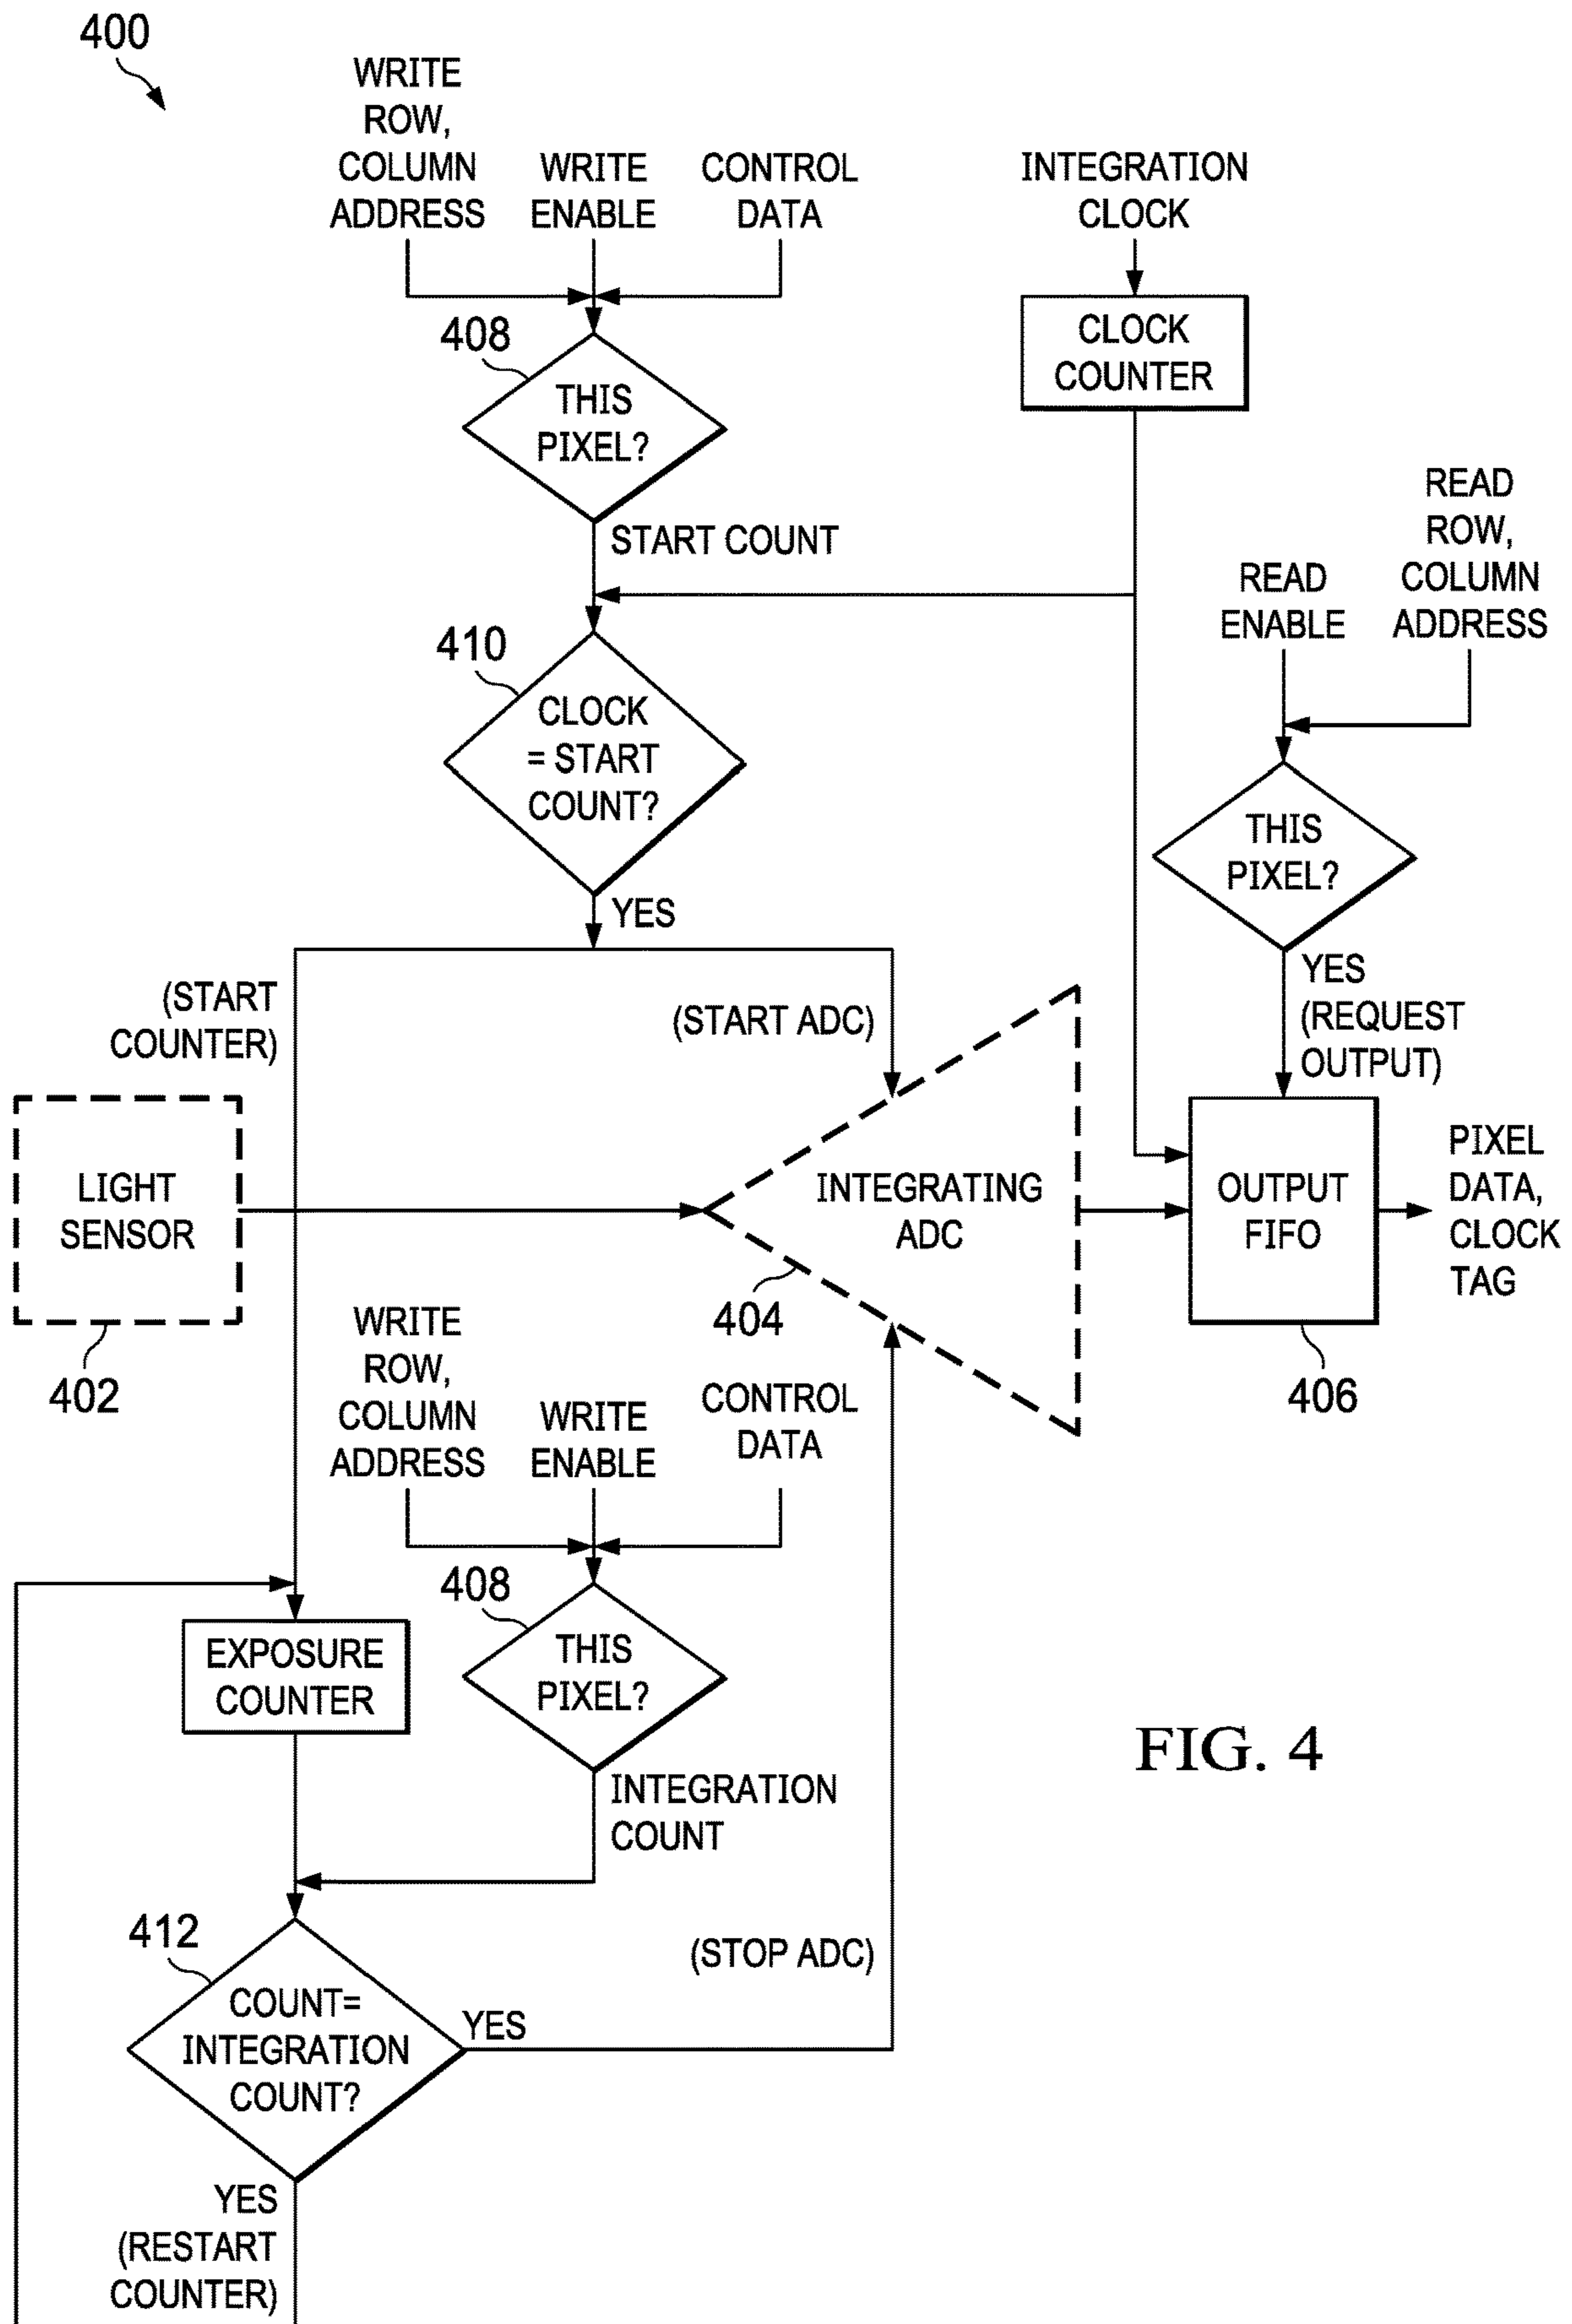 400
WRITE
ROW,
COLUMN
ADDRESS
WRITE
ENABLE
CONTROL
DATA
INTEGRATION
CLOCK
408
THIS
PIXEL?
CLOCK
COUNTER
START COUNT
READ
ENABLE
READ
ROW,
COLUMN
ADDRESS
410
CLOCK
= START
COUNT?
THIS
PIXEL?
YES
(START
COUNTER)
(START ADC)
YES
(REQUEST
OUTPUT)
LIGHT
SENSOR
402
INTEGRATING
ADC
404
OUTPUT
FIFO
406
PIXEL
DATA,
CLOCK
TAG
WRITE
ROW,
COLUMN
ADDRESS
WRITE
ENABLE
CONTROL
DATA
408
THIS
PIXEL?
EXPOSURE
COUNTER
INTEGRATION
COUNT
FIG. 4
412
COUNT=
INTEGRATION
COUNT?
YES
(STOP ADC)
YES
(RESTART
COUNTER)